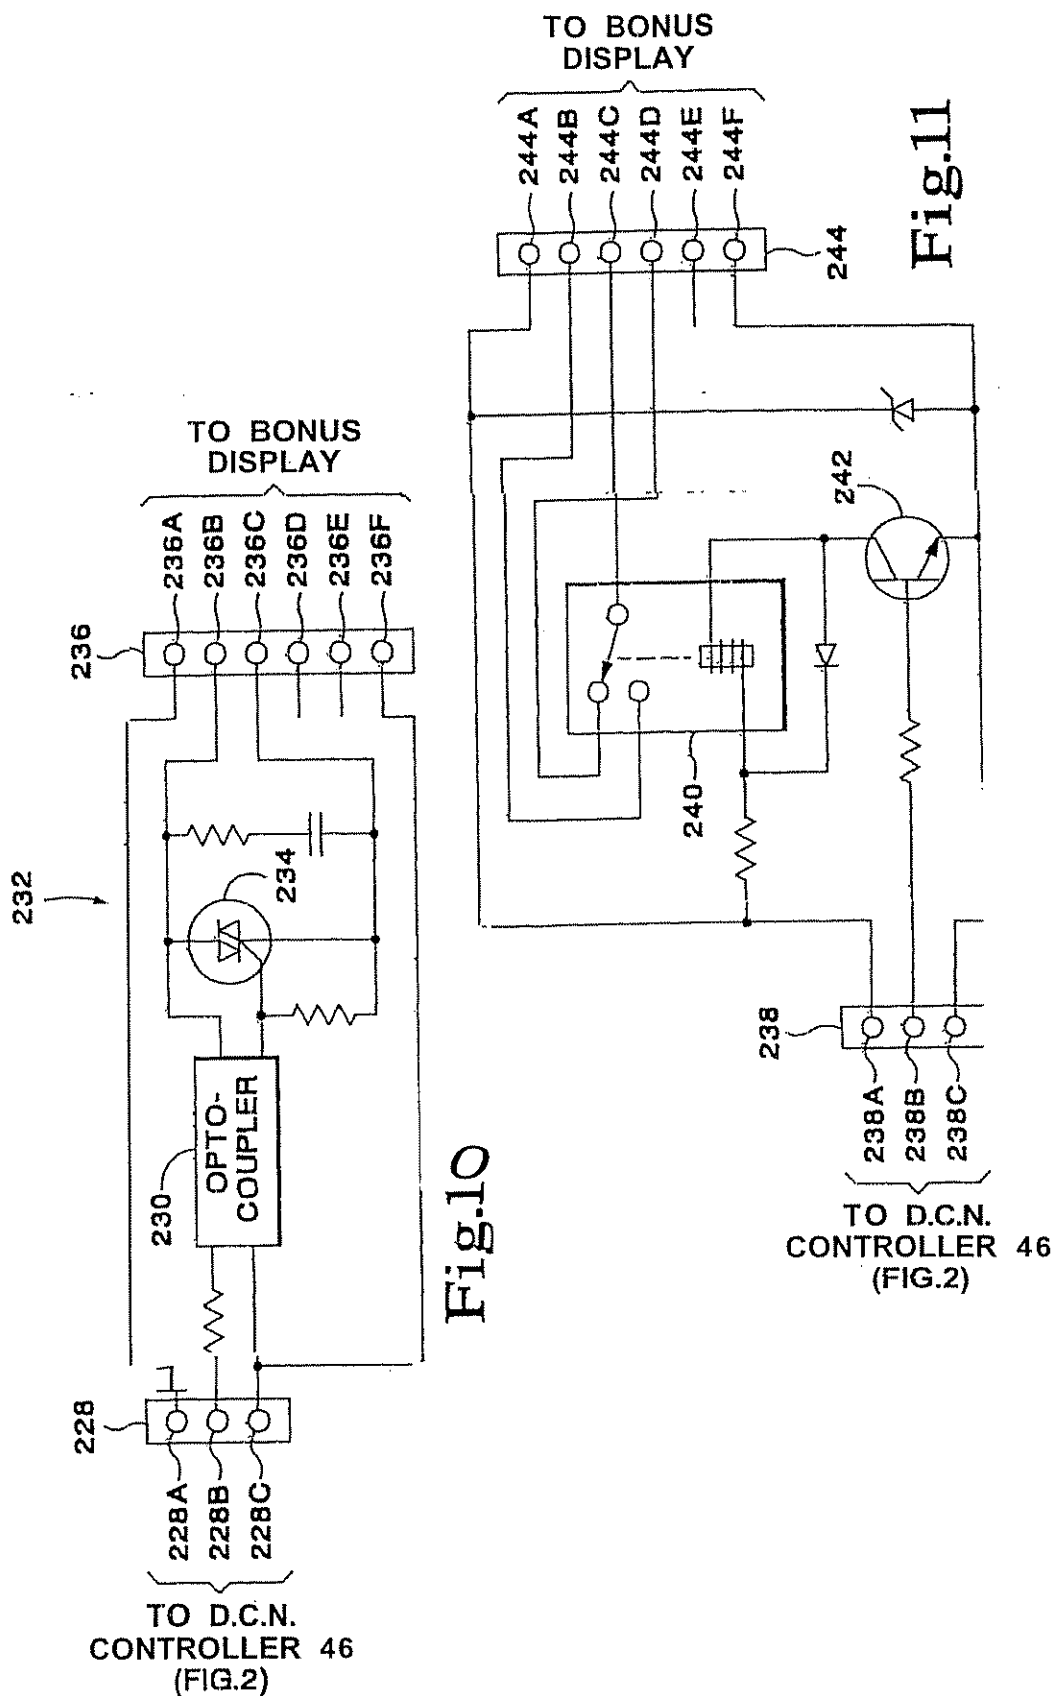 TO BONUS
DISPLAY
244A
244B
244C
244D
244E
244F
244
Fig.11
242
240
238
238A
238B
238C
TO D.C.N.
CONTROLLER 46
(FIG.2)
TO BONUS
DISPLAY
236A
236B
236C
236D
236E
236F
236
232
234
OPTO-
COUPLER
230
Fig.10
228
228A
228B
228C
TO D.C.N.
CONTROLLER 46
(FIG.2)